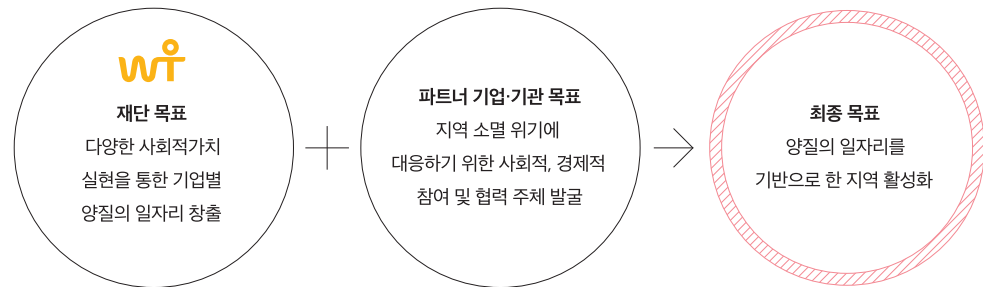 재단 목표
다양한 사회적가치
실현을 통한 기업별
양질의 일자리 창출
파트너 기업·기관 목표
지역 소멸 위기에
대응하기 위한 사회적, 경제적
참여 및 협력 주체 발굴
최종 목표
양질의 일자리를
기반으로 한 지역 활성화